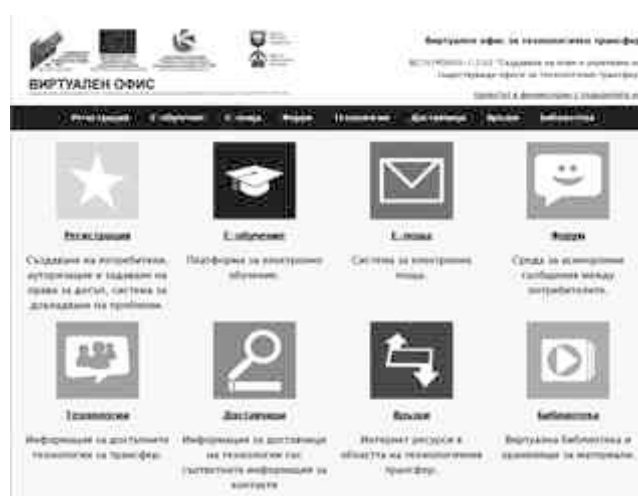 Виртуален офис за технологичен трансфер
ВИРТУАЛЕН ОФИС
Регистрация Е-обучение Е-поща Форум Технологии Доставчици Връзки Библиотека
Регистрация
Създаване на потребители,
ауторизация и задаване на
права за достъп, система за
докладване на проблеми.
Е-обучение
Платформа за електронно
обучение.
Е-поща
Система за електронна
поща.
Форум
Среда за асинхронни
съобщения между
потребителите.
Технологии
Информация за достъпните
технологии за трансфер.
Доставчици
Информация за доставчици
на технологии със
съответната информация за
контакти
Връзки
Интернет ресурси в
областта на технологичния
трансфер.
Библиотека
Виртуална библиотека и
хранилище за материали.